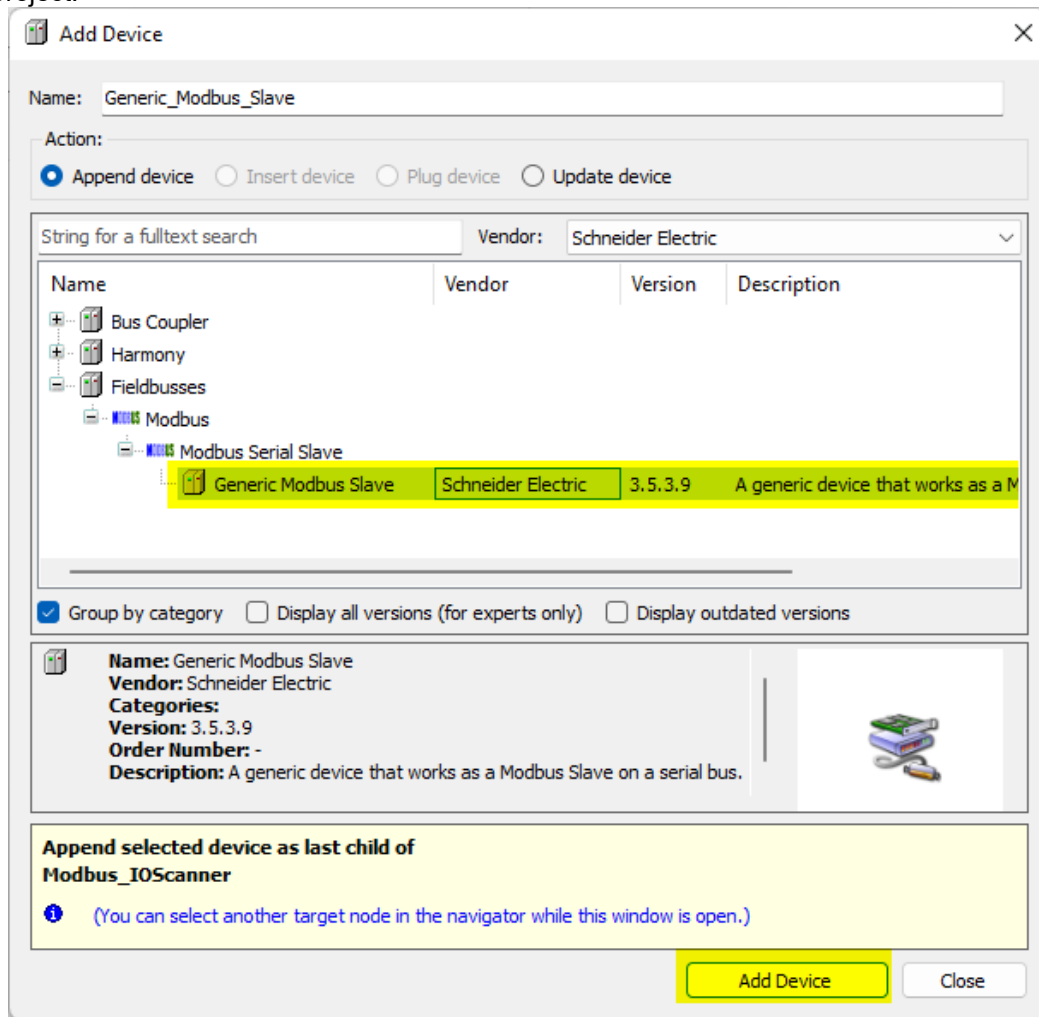 Add Device
Name: Generic_Modbus_Slave
Action:
Append device Insert device Plug device Update device
String for a fulltext search Vendor: Schneider Electric
Name Vendor Version Description
Bus Coupler
Harmony
Fieldbusses
MODBUS Modbus
MODBUS Modbus Serial Slave
Generic Modbus Slave Schneider Electric 3.5.3.9 A generic device that works as a M
Group by category Display all versions (for experts only) Display outdated versions
Name: Generic Modbus Slave
Vendor: Schneider Electric
Categories:
Version: 3.5.3.9
Order Number: -
Description: A generic device that works as a Modbus Slave on a serial bus.
Append selected device as last child of
Modbus_IOScanner
(You can select another target node in the navigator while this window is open.)
Add Device Close